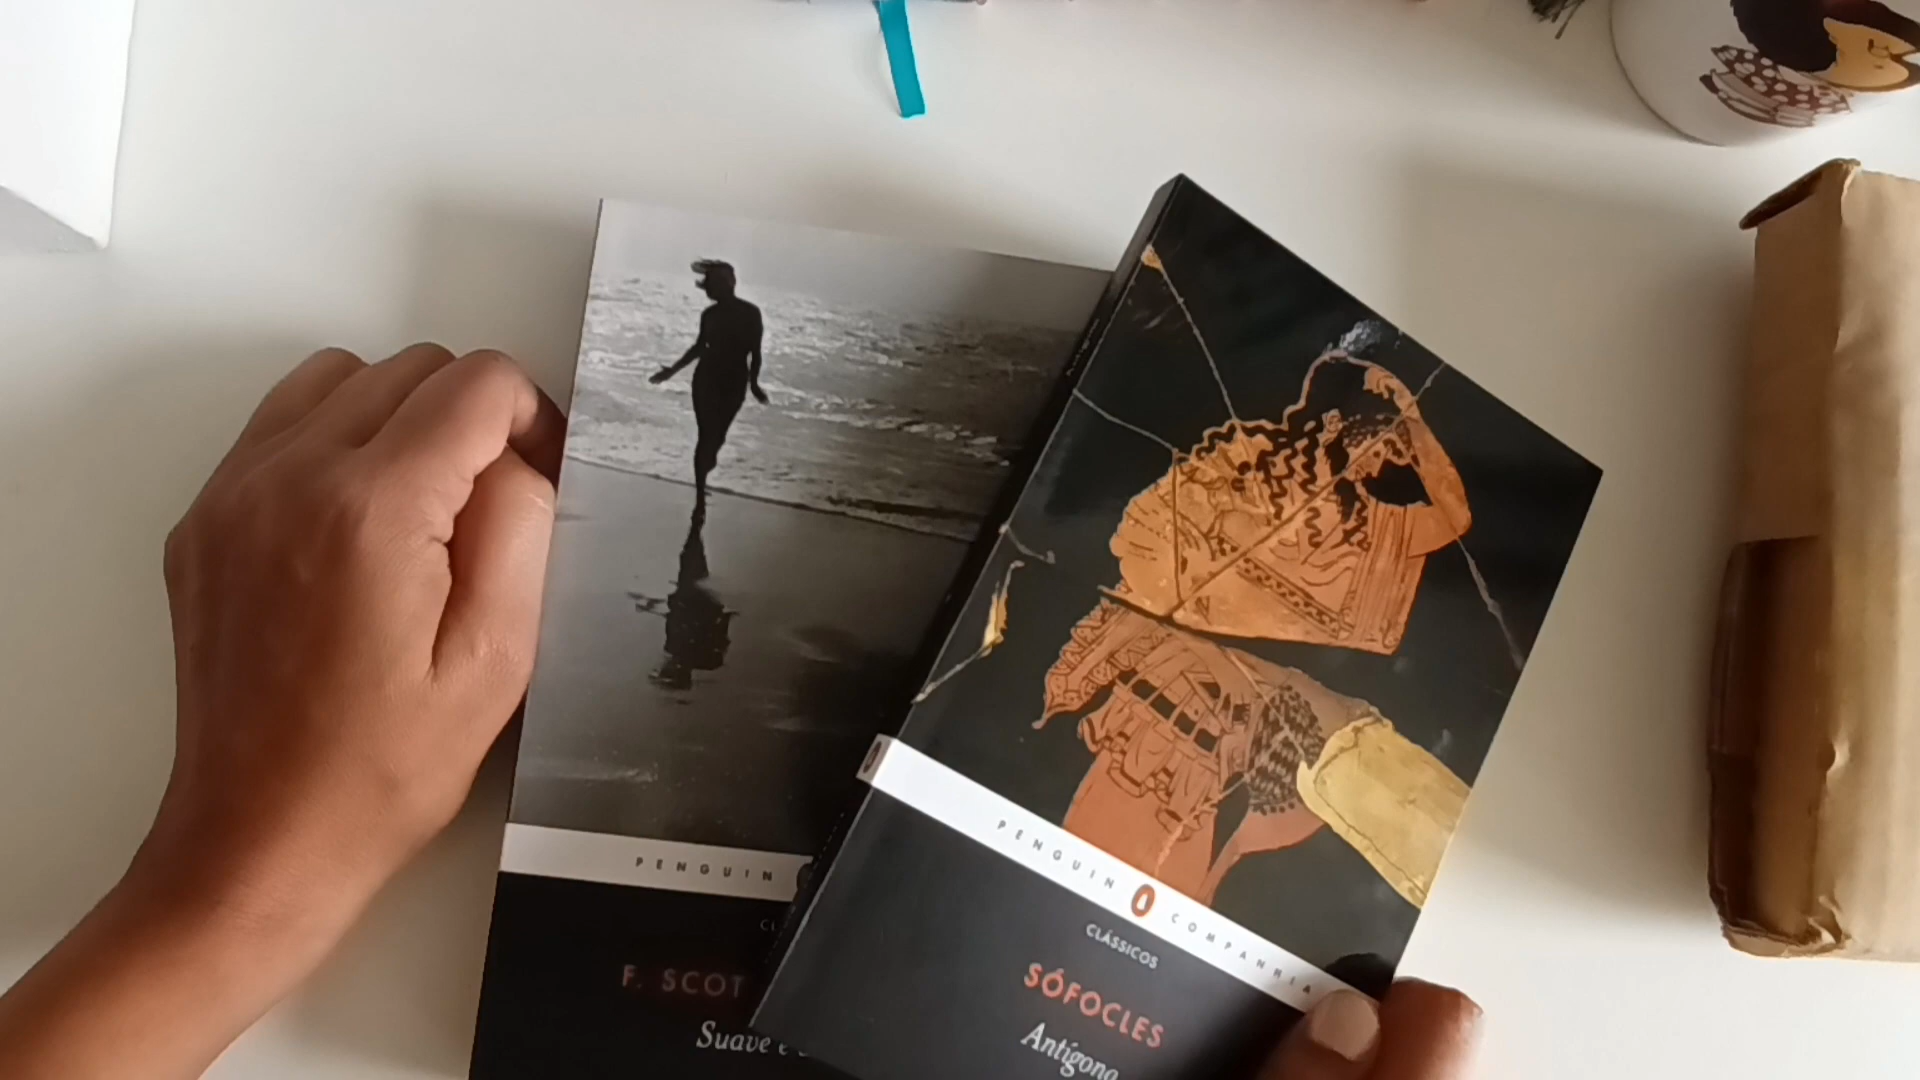 PENGUIN
F. SCOT
Suave e
PENGUIN COMPANHIA
CLÁSSICOS
SÓFOCLES
Antígona